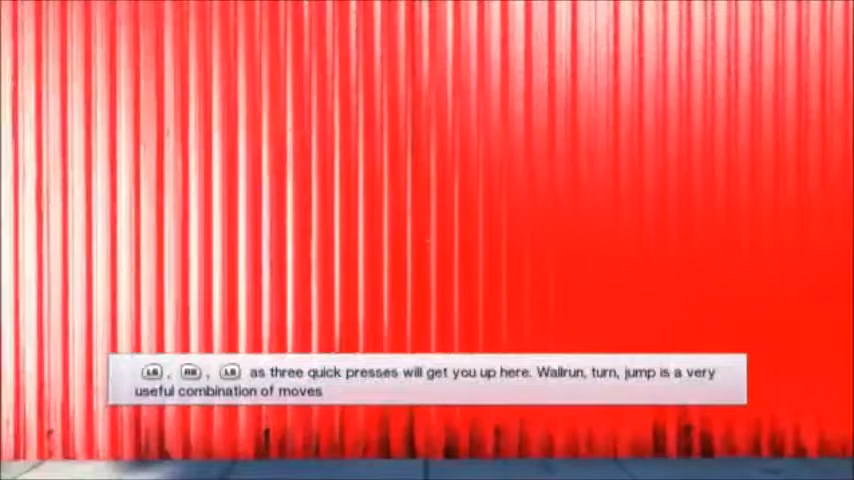 LB, RB, LB as three quick presses will get you up here. Wallrun, turn, jump is a very
useful combination of moves